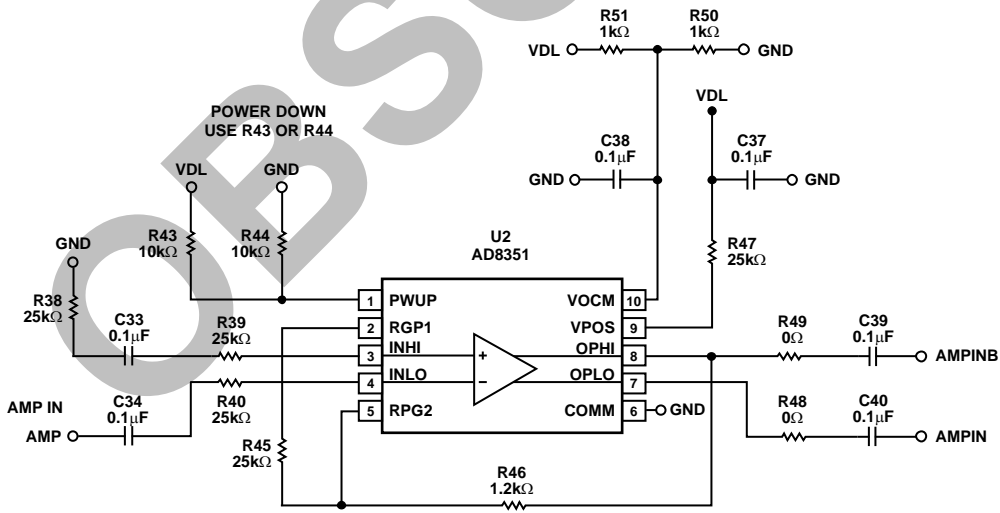 R51
1kΩ
R50
1kΩ
VDL
GND
VDL
POWER DOWN
USE R43 OR R44
C38
0.1μF
C37
0.1μF
VDL
GND
GND
GND
R43
10kΩ
R44
10kΩ
U2
AD8351
R47
25kΩ
GND
R38
25kΩ
C33
0.1μF
R39
25kΩ
1 PWUP
VOCM 10
2 RGP1
VPOS 9
3 INHI
+
OPHI 8
4 INLO
−
OPLO 7
5 RPG2
COMM 6
GND
R49
0Ω
C39
0.1μF
AMPINB
R48
0Ω
C40
0.1μF
AMPIN
AMP IN
AMP
C34
0.1μF
R40
25kΩ
R45
25kΩ
R46
1.2kΩ
OBSO